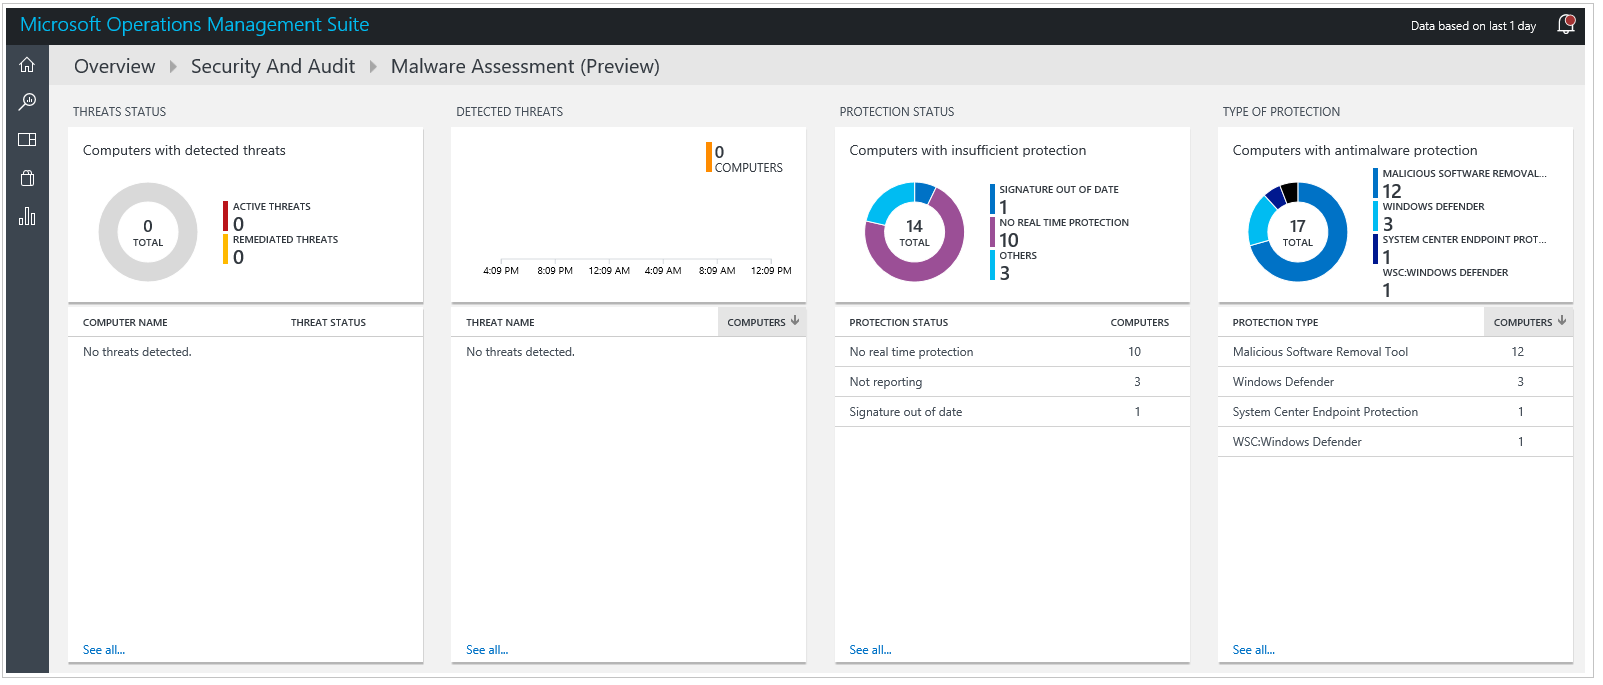 Microsoft Operations Management Suite
Data based on last 1 day
Overview Security And Audit Malware Assessment (Preview)
THREATS STATUS
Computers with detected threats
0
TOTAL
ACTIVE THREATS
0
REMEDIATED THREATS
0
COMPUTER NAME THREAT STATUS
No threats detected.
See all...
DETECTED THREATS
0
COMPUTERS
4:09 PM 8:09 PM 12:09 AM 4:09 AM 8:09 AM 12:09 PM
THREAT NAME COMPUTERS
No threats detected.
See all...
PROTECTION STATUS
Computers with insufficient protection
14
TOTAL
SIGNATURE OUT OF DATE
1
NO REAL TIME PROTECTION
10
OTHERS
3
PROTECTION STATUS COMPUTERS
No real time protection 10
Not reporting 3
Signature out of date 1
See all...
TYPE OF PROTECTION
Computers with antimalware protection
17
TOTAL
MALICIOUS SOFTWARE REMOVAL...
12
WINDOWS DEFENDER
3
SYSTEM CENTER ENDPOINT PROT...
1
WSC:WINDOWS DEFENDER
1
PROTECTION TYPE COMPUTERS
Malicious Software Removal Tool 12
Windows Defender 3
System Center Endpoint Protection 1
WSC:Windows Defender 1
See all...